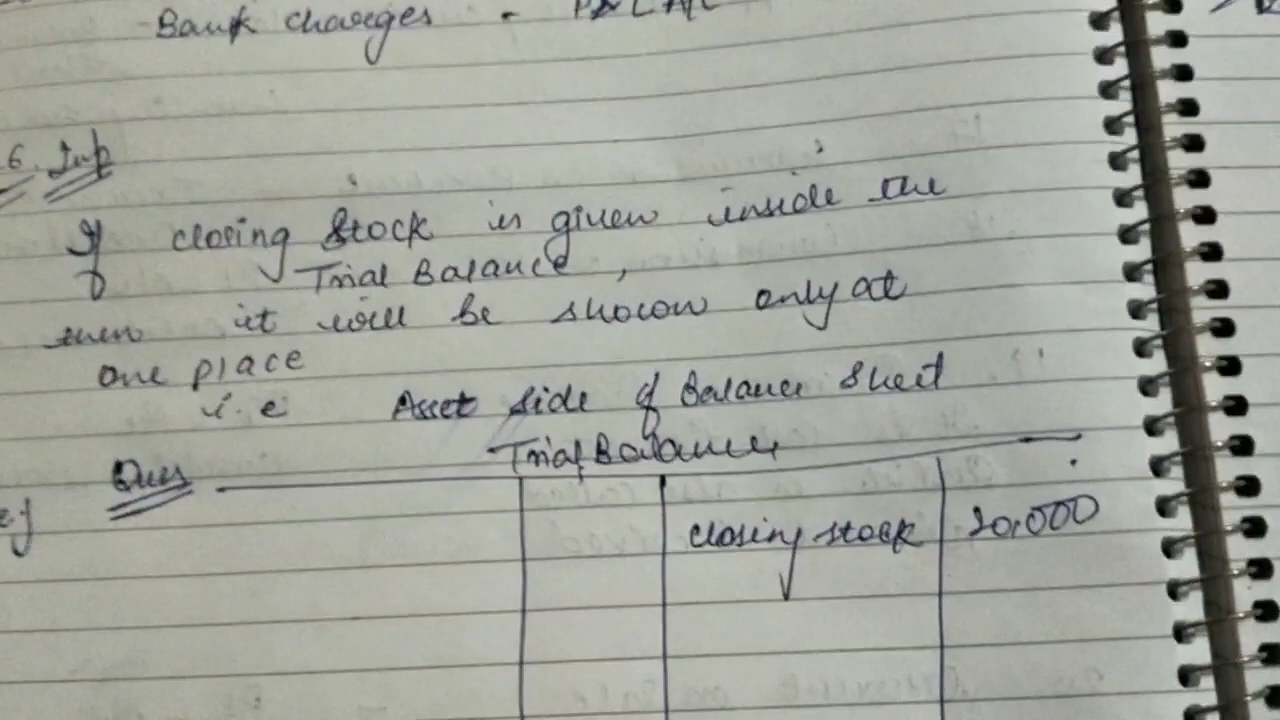 Bank charges - P&L A/c
6. Imp
If closing Stock is given inside the
Trial Balance,
then it will be shown only at
one place
i.e Asset side of Balance Sheet
Trial Balance
Ques
e.g
closing stock 20,000